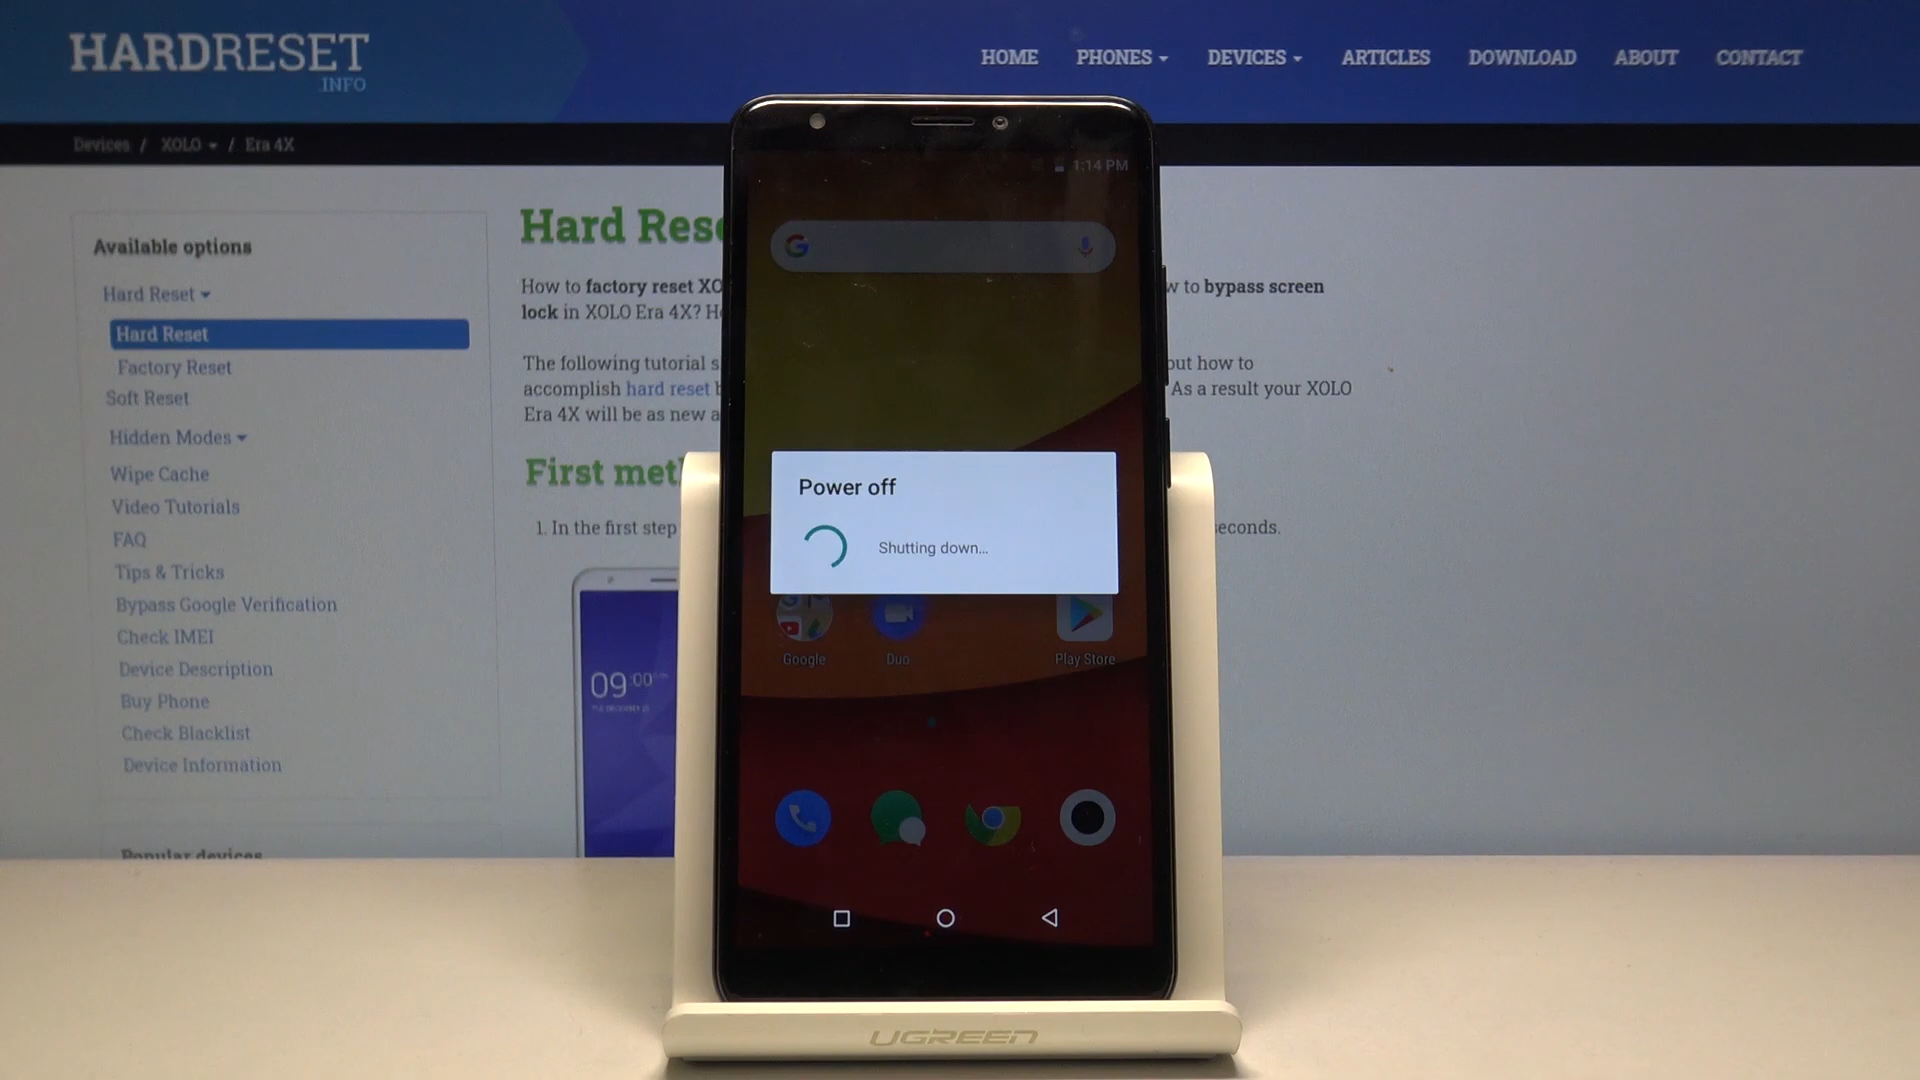 HARDRESET
.INFO
HOME PHONES DEVICES ARTICLES DOWNLOAD ABOUT CONTACT
Devices / XOLO / Era 4X
Available options
Hard Reset
Hard Reset
Factory Reset
Soft Reset
Hidden Modes
Wipe Cache
Video Tutorials
FAQ
Tips & Tricks
Bypass Google Verification
Check IMEI
Device Description
Buy Phone
Check Blacklist
Device Information
Popular devices
Hard
How to factory reset to bypass screen
lock in XOLO Era 4X?
The following tutorial how to
accomplish hard reset As a result your XOLO
Era 4X will be as new
First
1. In the first step
09:00
1:14 PM
Power off
Shutting down...
Google Duo Play Store
UGREEN